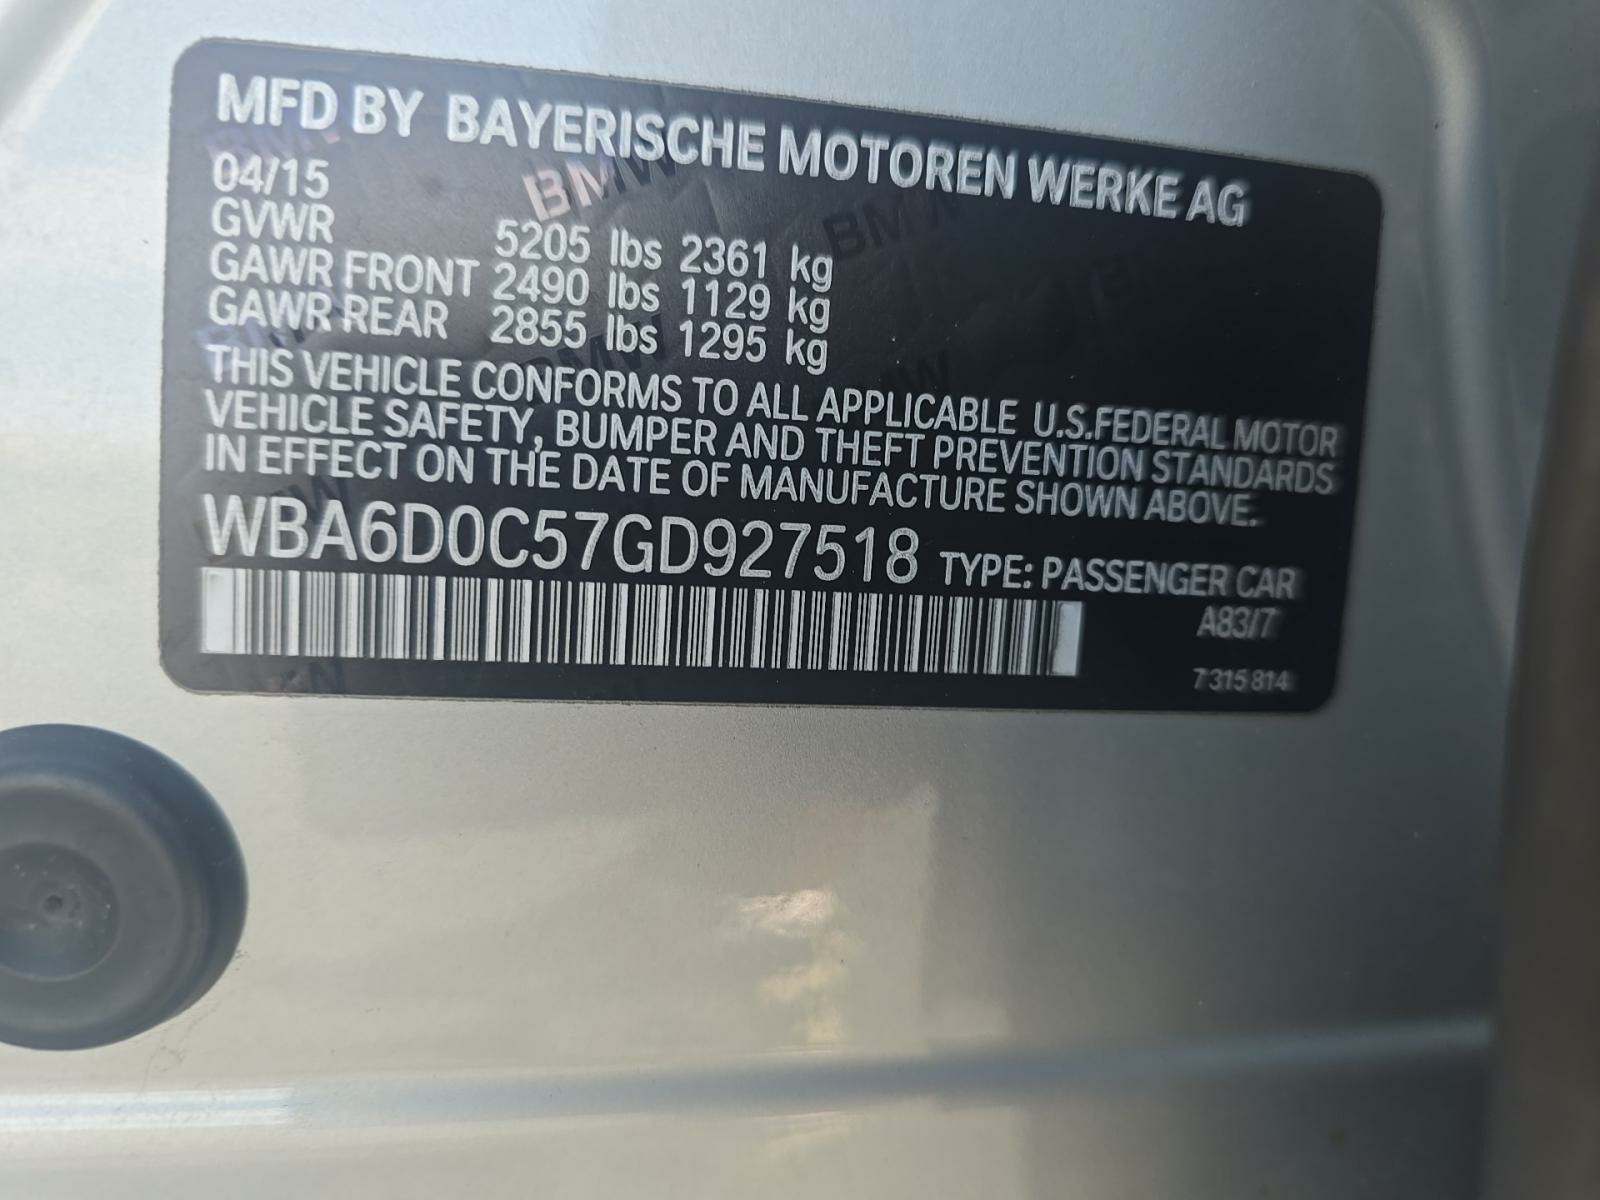 MFD BY BAYERISCHE MOTOREN WERKE AG
04/15
GVWR 5205 lbs 2361 kg
GAWR FRONT 2490 lbs 1129 kg
GAWR REAR 2855 lbs 1295 kg
THIS VEHICLE CONFORMS TO ALL APPLICABLE U.S.FEDERAL MOTOR
VEHICLE SAFETY, BUMPER AND THEFT PREVENTION STANDARDS
IN EFFECT ON THE DATE OF MANUFACTURE SHOWN ABOVE.
WBA6D0C57GD927518 TYPE: PASSENGER CAR
A83/7
7 315 814